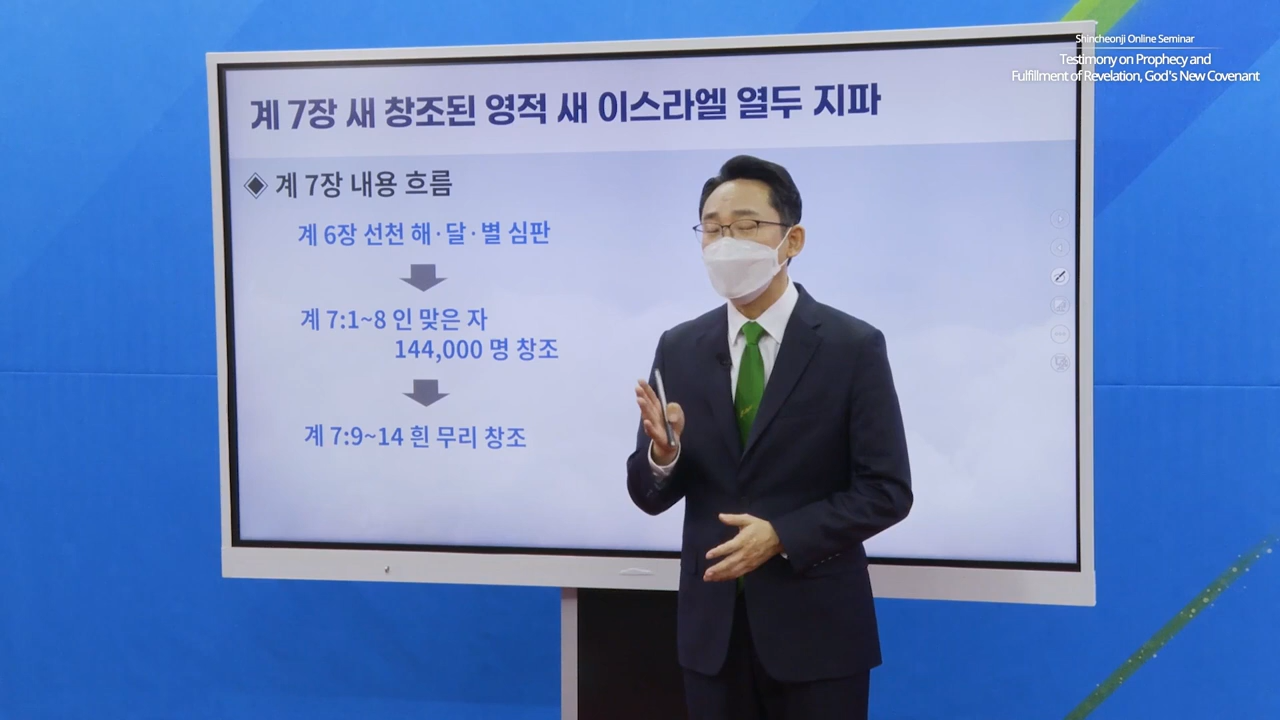 Shincheonji Online Seminar
Testimony on Prophecy and
Fulfillment of Revelation, God's New Covenant
계 7장 새 창조된 영적 새 이스라엘 열두 지파
◈ 계 7장 내용 흐름
계 6장 선천 해·달·별 심판
계 7:1~8 인 맞은 자
144,000 명 창조
계 7:9~14 흰 무리 창조